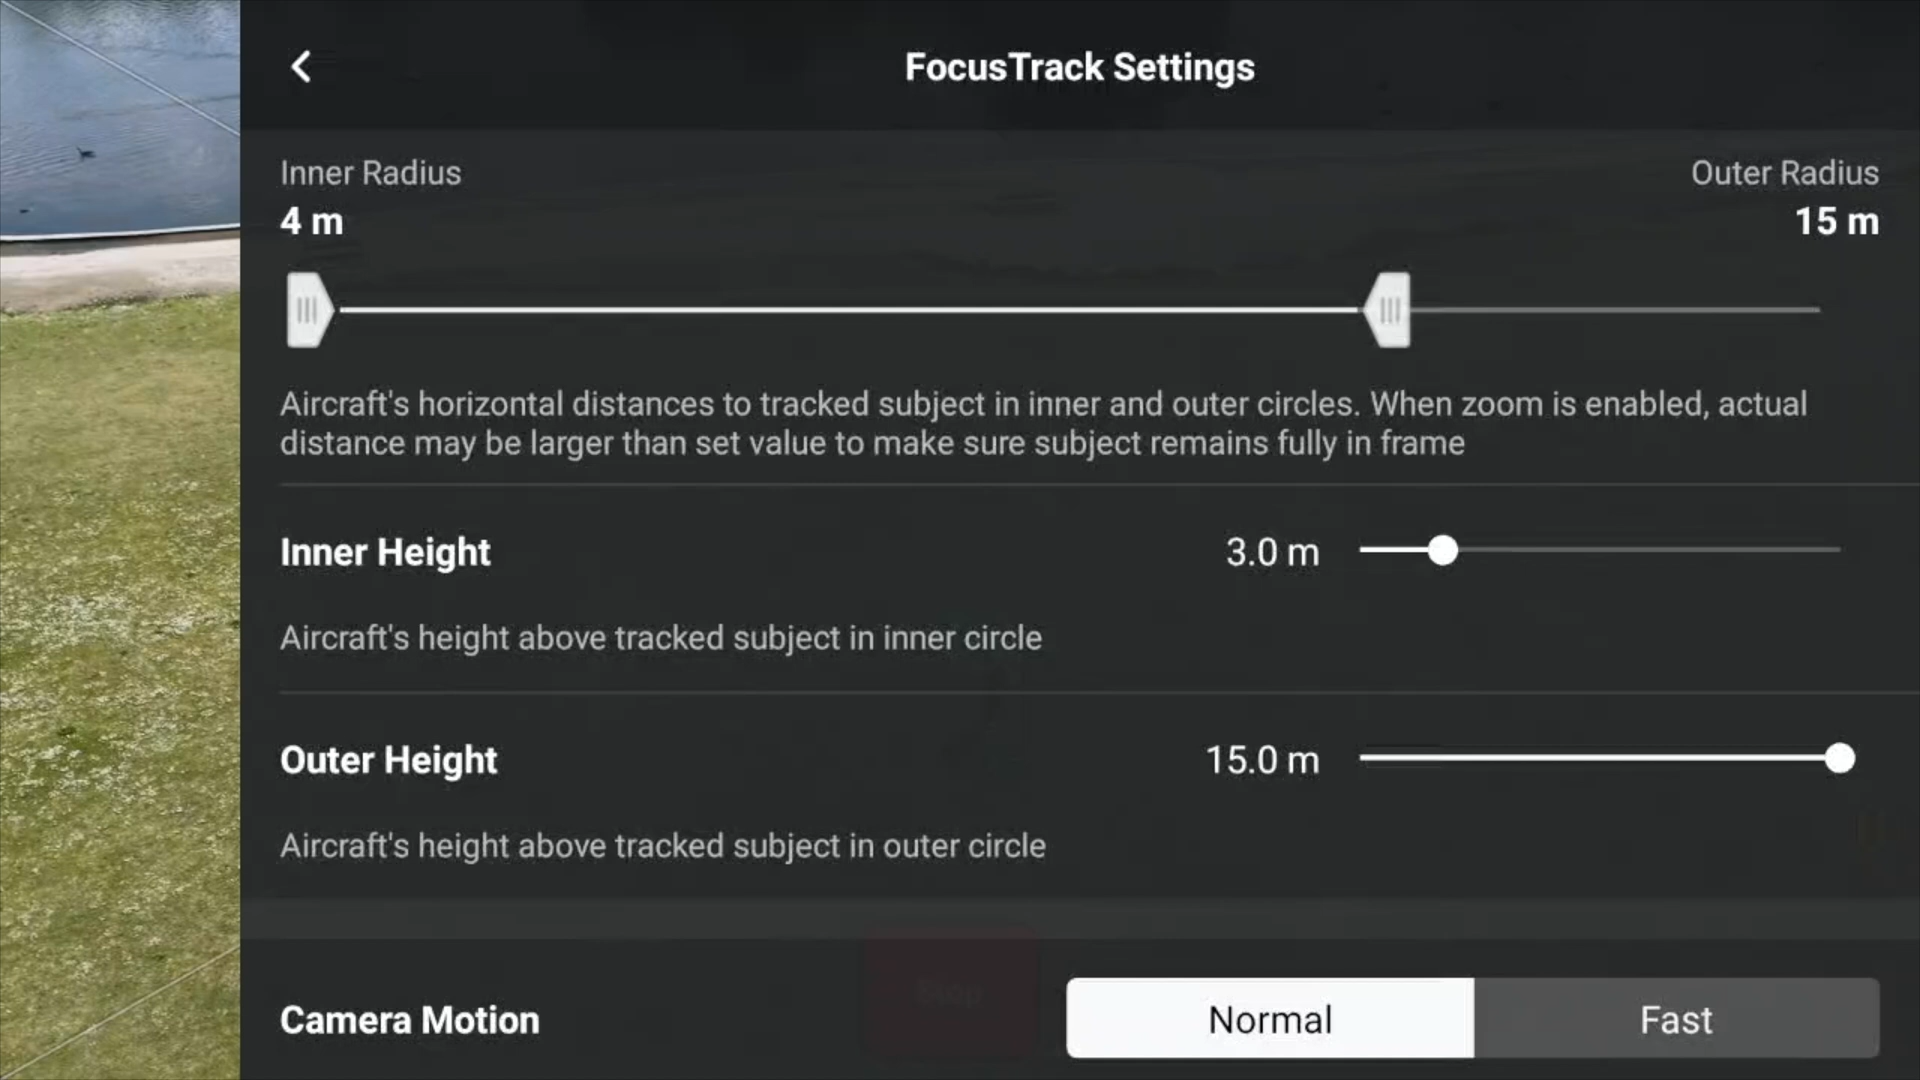 FocusTrack Settings
Inner Radius
Outer Radius
4 m
15 m
Aircraft's horizontal distances to tracked subject in inner and outer circles. When zoom is enabled, actual
distance may be larger than set value to make sure subject remains fully in frame
Inner Height
3.0 m
Aircraft's height above tracked subject in inner circle
Outer Height
15.0 m
Aircraft's height above tracked subject in outer circle
Stop
Camera Motion
Normal
Fast